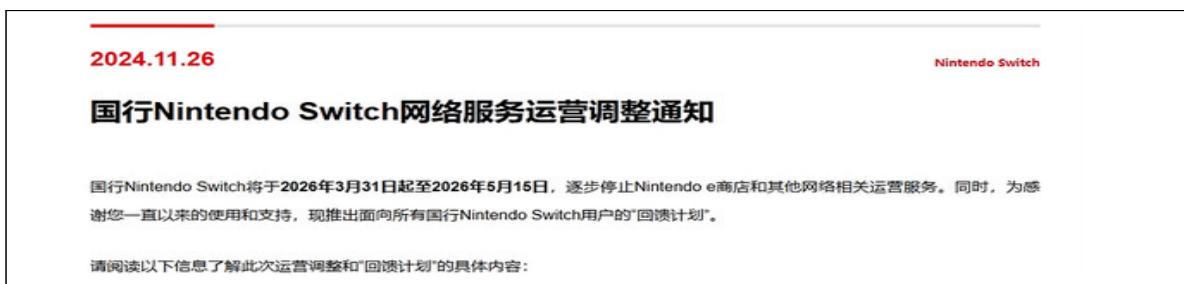 2024.11.26
Nintendo Switch
国行Nintendo Switch网络服务运营调整通知
国行Nintendo Switch将于2026年3月31日起至2026年5月15日，逐步停止Nintendo e商店和其他网络相关运营服务。同时，为感
谢您一直以来的使用和支持，现推出面向所有国行Nintendo Switch用户的“回馈计划”。
请阅读以下信息了解此次运营调整和“回馈计划”的具体内容：